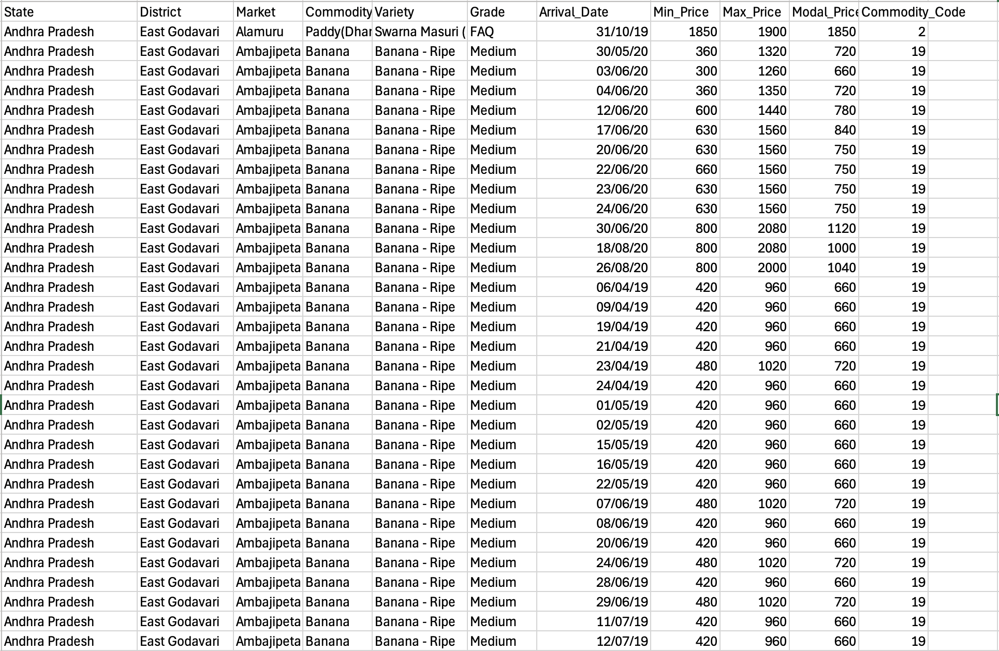 State District Market Commodity Variety Grade Arrival_Date Min_Price Max_Price Modal_Price Commodity_Code
Andhra Pradesh East Godavari Alamuru Paddy(Dhan Swarna Masuri ( FAQ 31/10/19 1850 1900 1850 2
Andhra Pradesh East Godavari Ambajipeta Banana Banana - Ripe Medium 30/05/20 360 1320 720 19
Andhra Pradesh East Godavari Ambajipeta Banana Banana - Ripe Medium 03/06/20 300 1260 660 19
Andhra Pradesh East Godavari Ambajipeta Banana Banana - Ripe Medium 04/06/20 360 1350 720 19
Andhra Pradesh East Godavari Ambajipeta Banana Banana - Ripe Medium 12/06/20 600 1440 780 19
Andhra Pradesh East Godavari Ambajipeta Banana Banana - Ripe Medium 17/06/20 630 1560 840 19
Andhra Pradesh East Godavari Ambajipeta Banana Banana - Ripe Medium 20/06/20 630 1560 750 19
Andhra Pradesh East Godavari Ambajipeta Banana Banana - Ripe Medium 22/06/20 660 1560 750 19
Andhra Pradesh East Godavari Ambajipeta Banana Banana - Ripe Medium 23/06/20 630 1560 750 19
Andhra Pradesh East Godavari Ambajipeta Banana Banana - Ripe Medium 24/06/20 630 1560 750 19
Andhra Pradesh East Godavari Ambajipeta Banana Banana - Ripe Medium 30/06/20 800 2080 1120 19
Andhra Pradesh East Godavari Ambajipeta Banana Banana - Ripe Medium 18/08/20 800 2080 1000 19
Andhra Pradesh East Godavari Ambajipeta Banana Banana - Ripe Medium 26/08/20 800 2000 1040 19
Andhra Pradesh East Godavari Ambajipeta Banana Banana - Ripe Medium 06/04/19 420 960 660 19
Andhra Pradesh East Godavari Ambajipeta Banana Banana - Ripe Medium 09/04/19 420 960 660 19
Andhra Pradesh East Godavari Ambajipeta Banana Banana - Ripe Medium 19/04/19 420 960 660 19
Andhra Pradesh East Godavari Ambajipeta Banana Banana - Ripe Medium 21/04/19 420 960 660 19
Andhra Pradesh East Godavari Ambajipeta Banana Banana - Ripe Medium 23/04/19 480 1020 720 19
Andhra Pradesh East Godavari Ambajipeta Banana Banana - Ripe Medium 24/04/19 420 960 660 19
Andhra Pradesh East Godavari Ambajipeta Banana Banana - Ripe Medium 01/05/19 420 960 660 19
Andhra Pradesh East Godavari Ambajipeta Banana Banana - Ripe Medium 02/05/19 420 960 660 19
Andhra Pradesh East Godavari Ambajipeta Banana Banana - Ripe Medium 15/05/19 420 960 660 19
Andhra Pradesh East Godavari Ambajipeta Banana Banana - Ripe Medium 16/05/19 420 960 660 19
Andhra Pradesh East Godavari Ambajipeta Banana Banana - Ripe Medium 22/05/19 420 960 660 19
Andhra Pradesh East Godavari Ambajipeta Banana Banana - Ripe Medium 07/06/19 480 1020 720 19
Andhra Pradesh East Godavari Ambajipeta Banana Banana - Ripe Medium 08/06/19 420 960 660 19
Andhra Pradesh East Godavari Ambajipeta Banana Banana - Ripe Medium 20/06/19 420 960 660 19
Andhra Pradesh East Godavari Ambajipeta Banana Banana - Ripe Medium 24/06/19 480 1020 720 19
Andhra Pradesh East Godavari Ambajipeta Banana Banana - Ripe Medium 28/06/19 420 960 660 19
Andhra Pradesh East Godavari Ambajipeta Banana Banana - Ripe Medium 29/06/19 480 1020 720 19
Andhra Pradesh East Godavari Ambajipeta Banana Banana - Ripe Medium 11/07/19 420 960 660 19
Andhra Pradesh East Godavari Ambajipeta Banana Banana - Ripe Medium 12/07/19 420 960 660 19